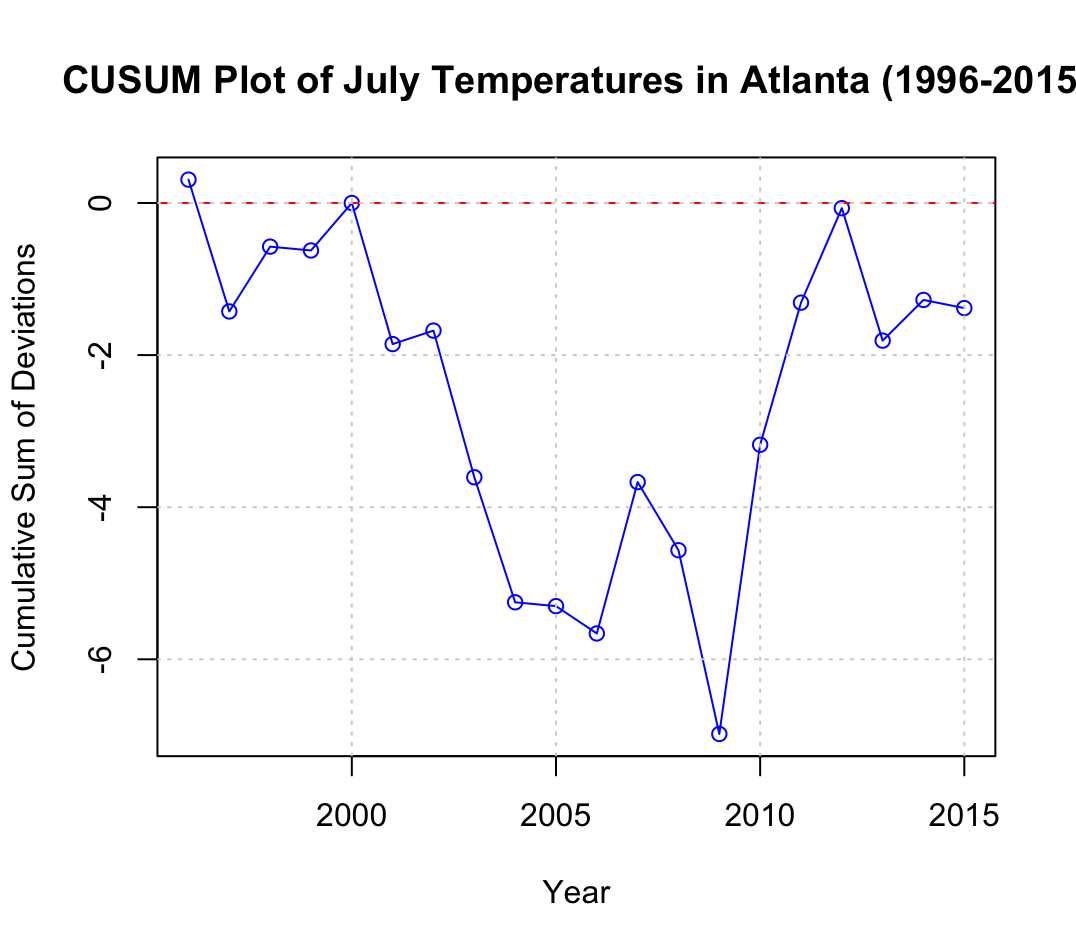 CUSUM Plot of July Temperatures in Atlanta (1996-2015
Cumulative Sum of Deviations
0
-2
-4
-6
2000 2005 2010 2015
Year